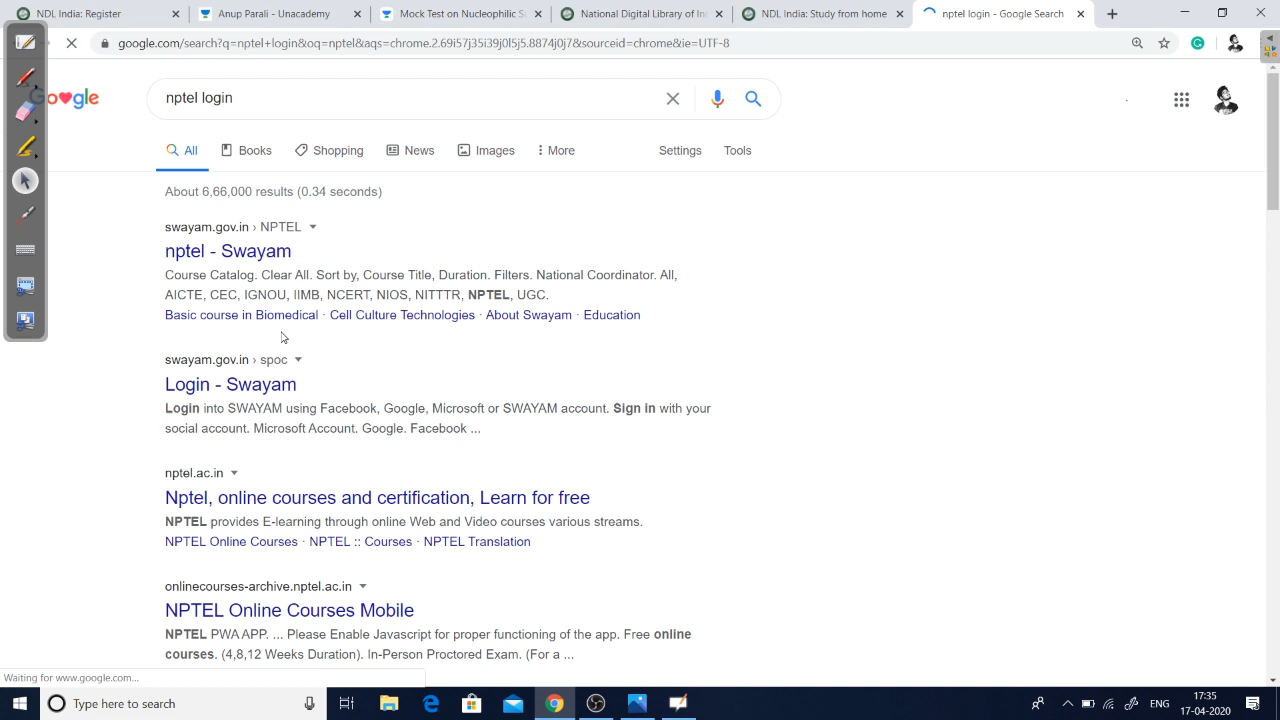 NDL India: Register
Anup Parali - Unacademy
Mock Test on Theosophilic S
National Digital Library of In
NDL India: Study from home
nptel login - Google Search
google.com/search?q=nptel+login&oq=nptel&aqs=chrome.2.69i57j35i39j0l5j5.8874j0j7&sourceid=chrome&ie=UTF-8
nptel login
All
Books
Shopping
News
Images
More
Settings
Tools
About 6,66,000 results (0.34 seconds)
swayam.gov.in › NPTEL
nptel - Swayam
Course Catalog. Clear All. Sort by, Course Title, Duration. Filters. National Coordinator. All,
AICTE, CEC, IGNOU, IIMB, NCERT, NIOS, NITTTR, NPTEL, UGC.
Basic course in Biomedical · Cell Culture Technologies · About Swayam · Education
swayam.gov.in › spoc
Login - Swayam
Login into SWAYAM using Facebook, Google, Microsoft or SWAYAM account. Sign in with your
social account. Microsoft Account. Google. Facebook ...
nptel.ac.in
Nptel, online courses and certification, Learn for free
NPTEL provides E-learning through online Web and Video courses various streams.
NPTEL Online Courses · NPTEL :: Courses · NPTEL Translation
onlinecourses-archive.nptel.ac.in
NPTEL Online Courses Mobile
NPTEL PWA APP. ... Please Enable Javascript for proper functioning of the app. Free online
courses. (4,8,12 Weeks Duration). In-Person Proctored Exam. (For a ...
Waiting for www.google.com...
Type here to search
ENG
17:35
17-04-2020